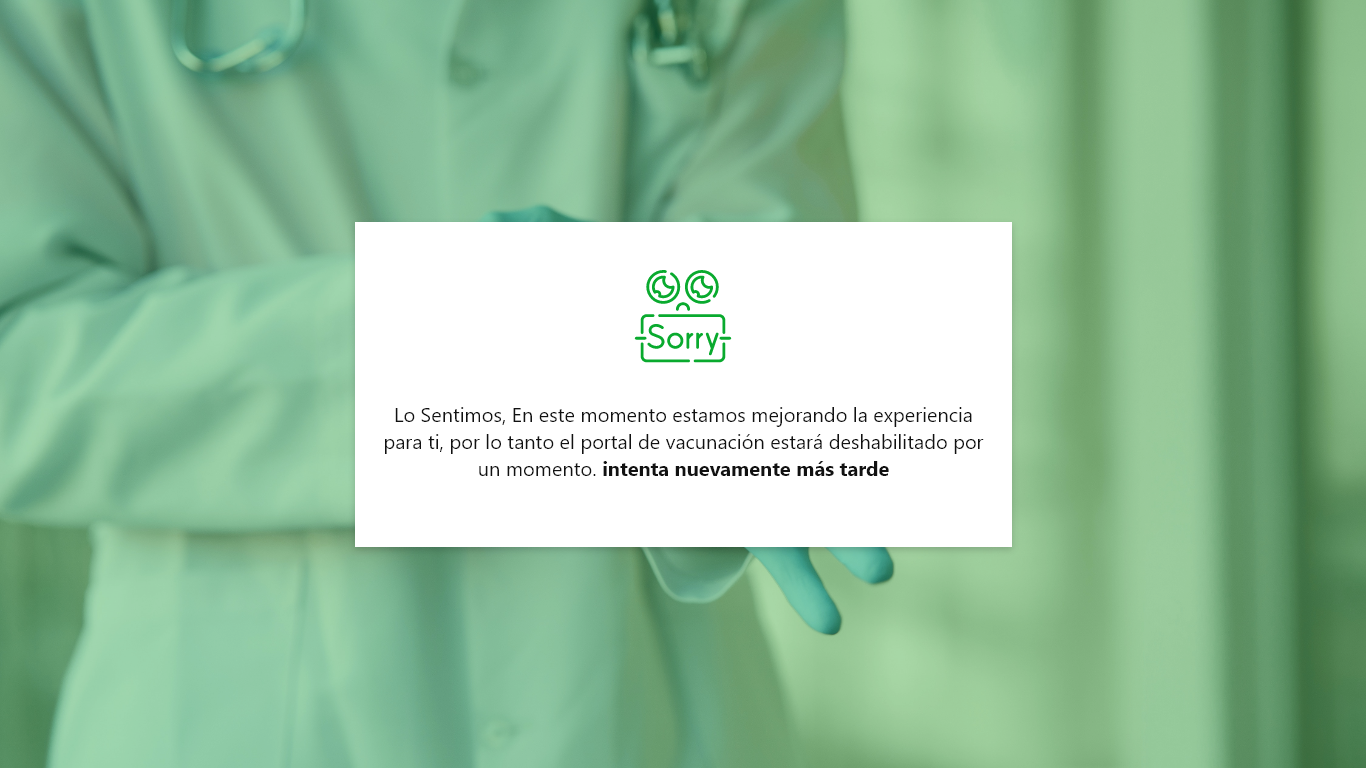 Sorry
Lo Sentimos, En este momento estamos mejorando la experiencia
para ti, por lo tanto el portal de vacunación estará deshabilitado por
un momento. intenta nuevamente más tarde